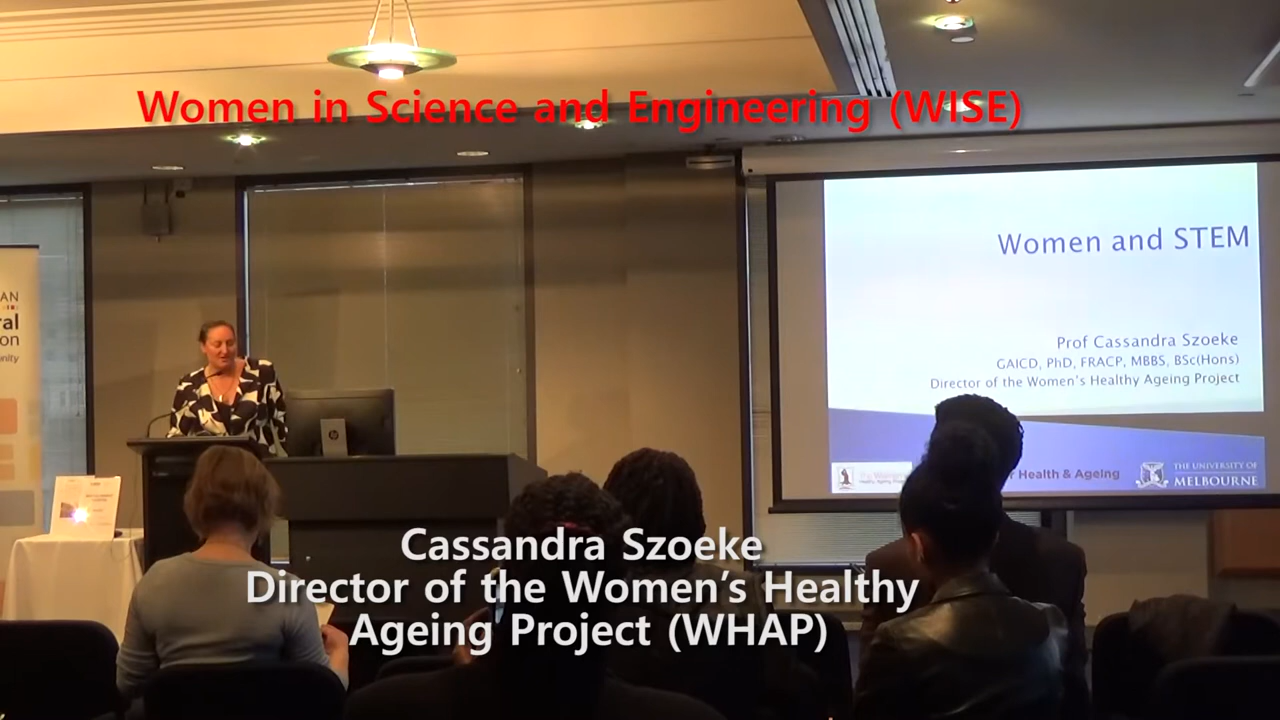 Women in Science and Engineering (WISE)
Women and STEM
Prof Cassandra Szoeke
GAICD, PhD, FRACP, MBBS, BSc(Hons)
Director of the Women's Healthy Ageing Project
Health & Ageing
THE UNIVERSITY OF
MELBOURNE
Cassandra Szoeke
Director of the Women's Healthy
Ageing Project (WHAP)